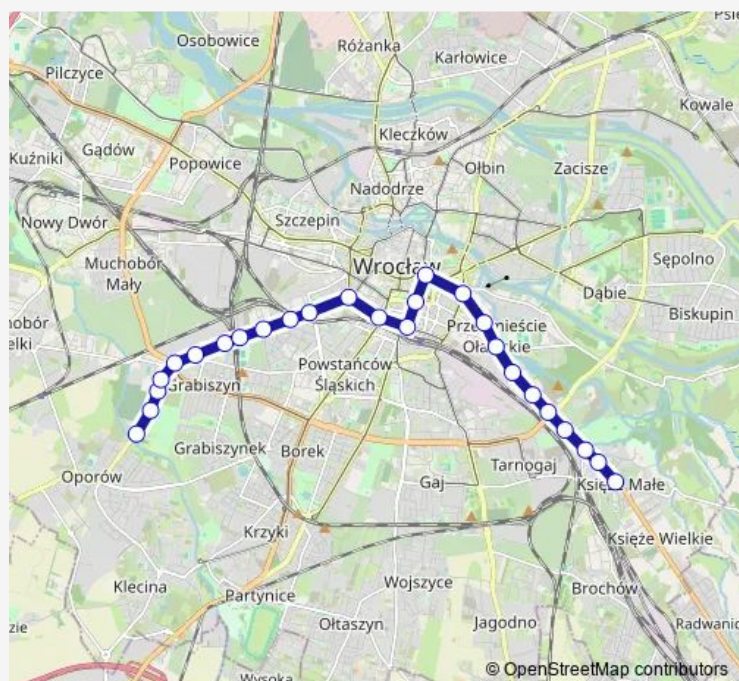 Osobowice
Różanka
Karłowice
Psie
Pilczyce
Kowale
Kleczków
Kuźniki
Gądów
Popowice
Ołbin
Zacisze
Nadodrze
Szczepin
Nowy Dwór
Muchobór
Mały
Wrocław
Sępolno
Dąbie
Biskupin
Przedmieście
Oławskie
Powstańców
Śląskich
Grabiszyn
Grabiszynek
Borek
Oporów
Tarnogaj
Gaj
Księże Małe
Księże Wielkie
Krzyki
Klecina
Partynice
Wojszyce
Brochów
Ołtaszyn
Jagodno
Radwanic
zie
Wysoka
© OpenStreetMap contributors